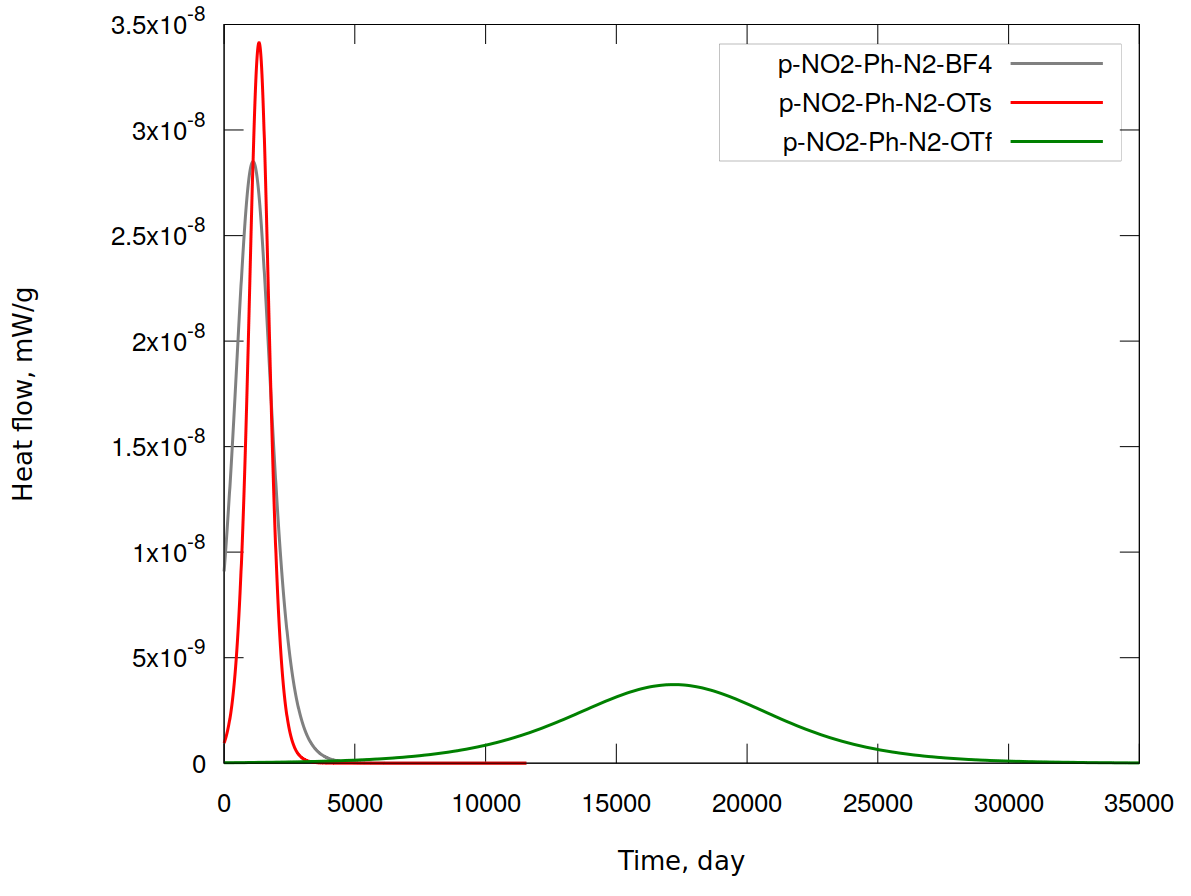 3.5x10-8
3x10-8
2.5x10-8
2x10-8
1.5x10-8
1x10-8
5x10-9
0
Heat flow, mW/g
p-NO2-Ph-N2-BF4
p-NO2-Ph-N2-OTs
p-NO2-Ph-N2-OTf
0 5000 10000 15000 20000 25000 30000 35000
Time, day